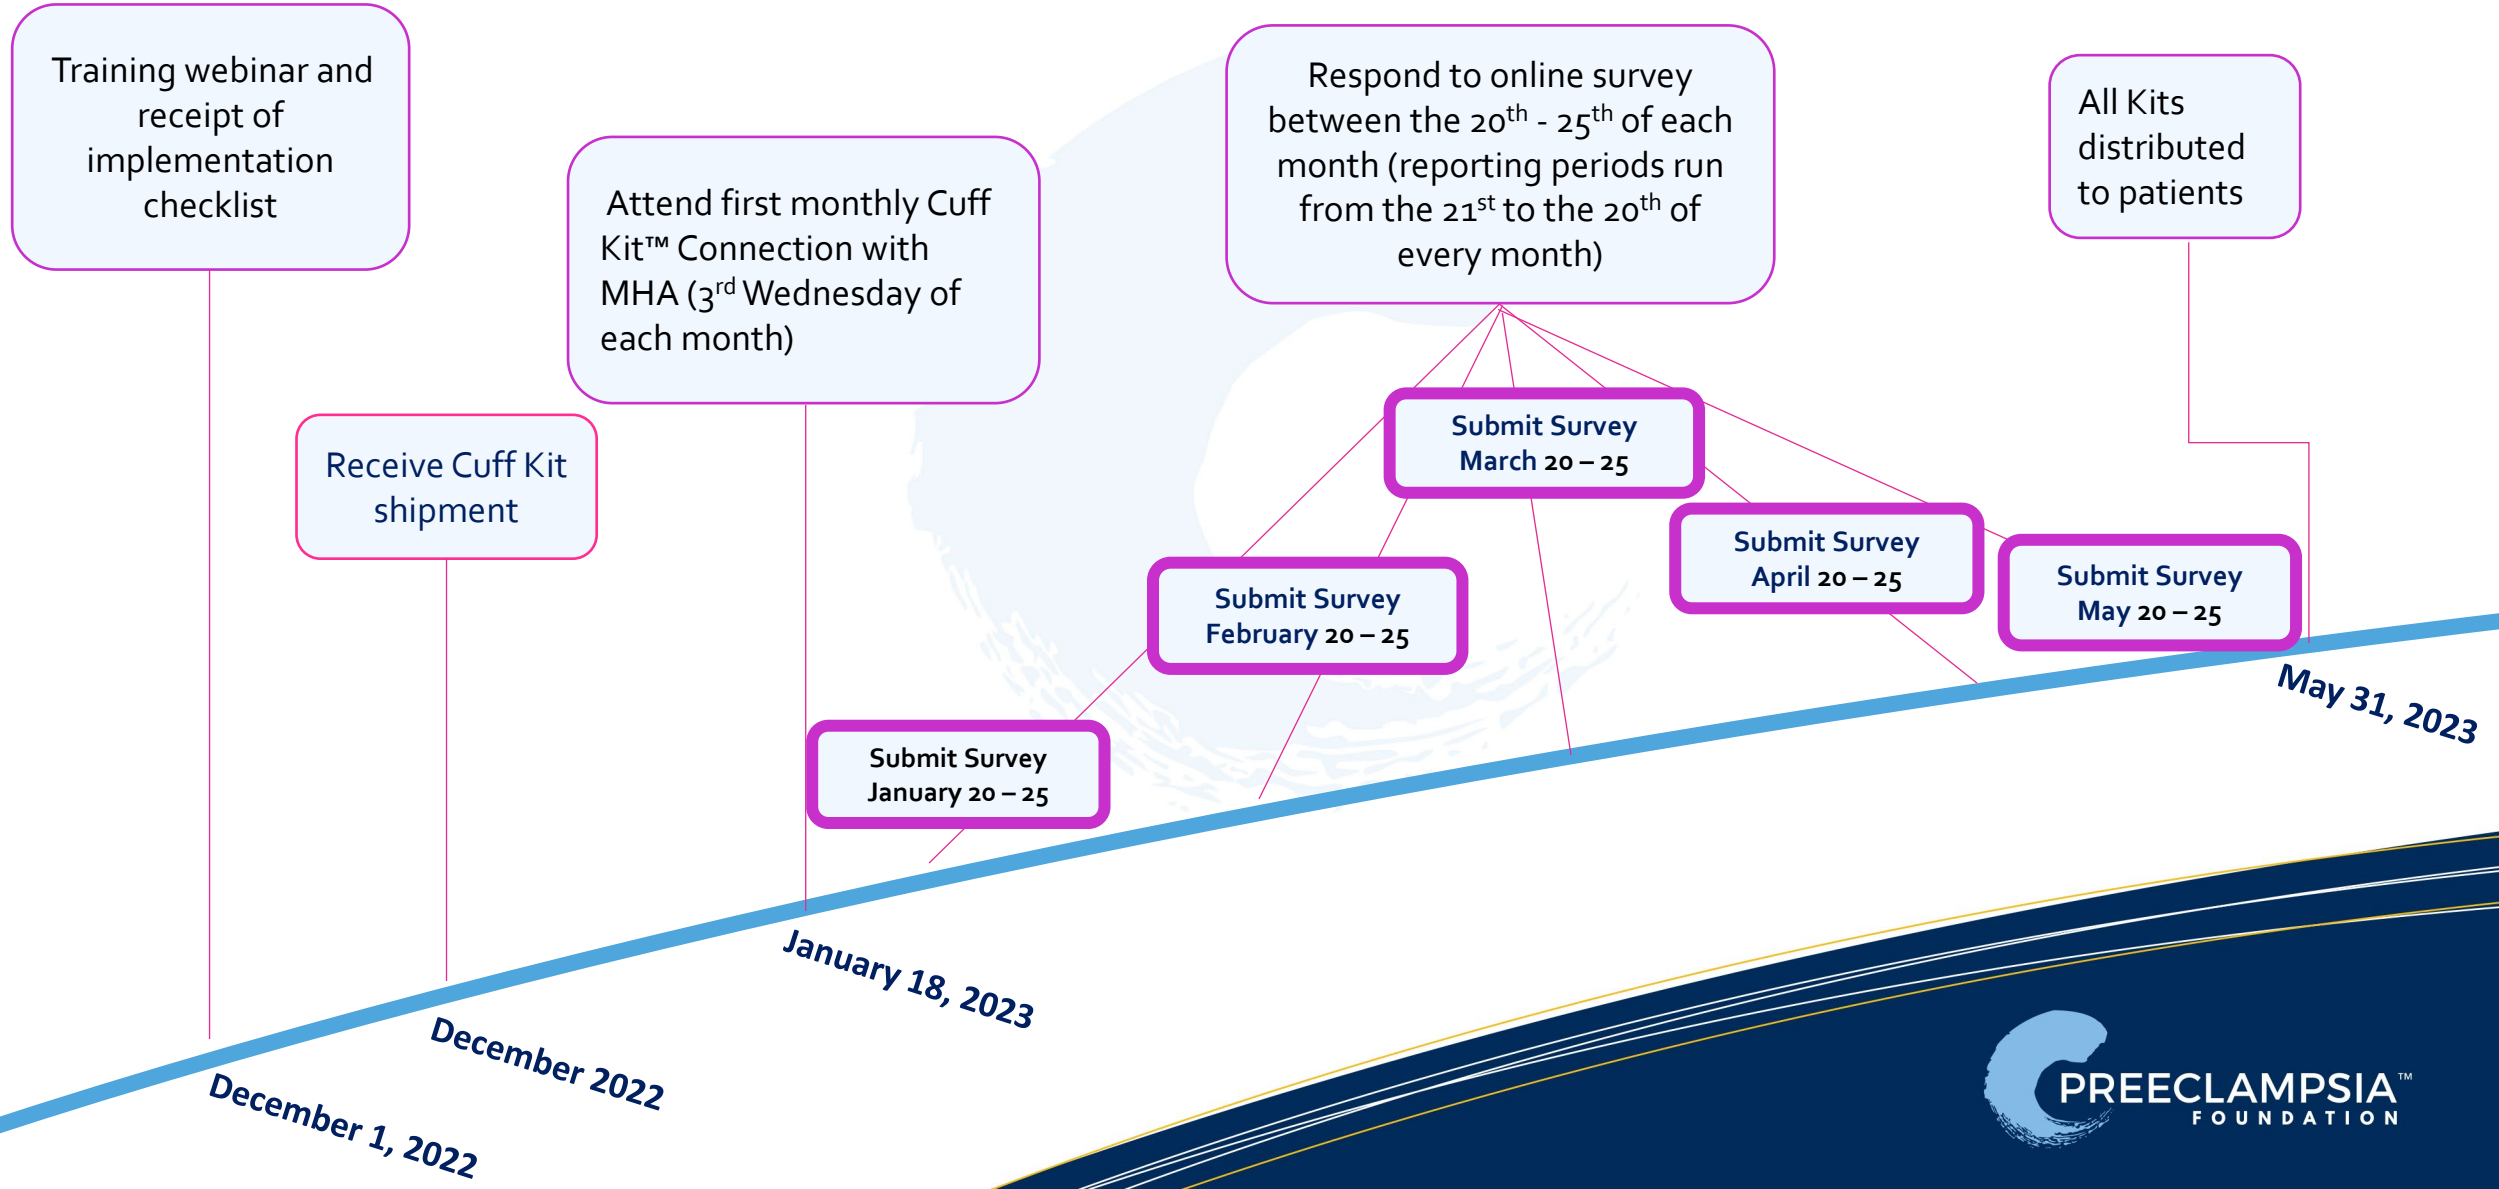 Training webinar and
receipt of
implementation
checklist
Receive Cuff Kit
shipment
Attend first monthly Cuff
Kit™ Connection with
MHA (3rd Wednesday of
each month)
Respond to online survey
between the 20th - 25th of each
month (reporting periods run
from the 21st to the 20th of
every month)
All Kits
distributed
to patients
Submit Survey
January 20 – 25
Submit Survey
February 20 – 25
Submit Survey
March 20 – 25
Submit Survey
April 20 – 25
Submit Survey
May 20 – 25
December 1, 2022
December 2022
January 18, 2023
May 31, 2023
PREECLAMPSIA™
FOUNDATION